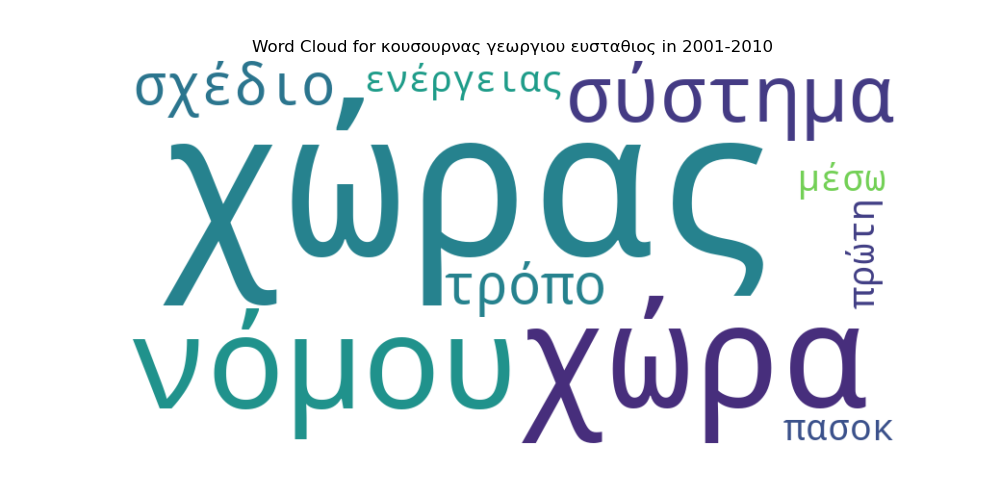 Word Cloud for κουσουρνας γεωργιου ευσταθιος in 2001-2010
σχέδιο
ενέργειας
σύστημα
χώρας
μέσω
πρώτη
τρόπο
νόμου
χώρα
πασοκ